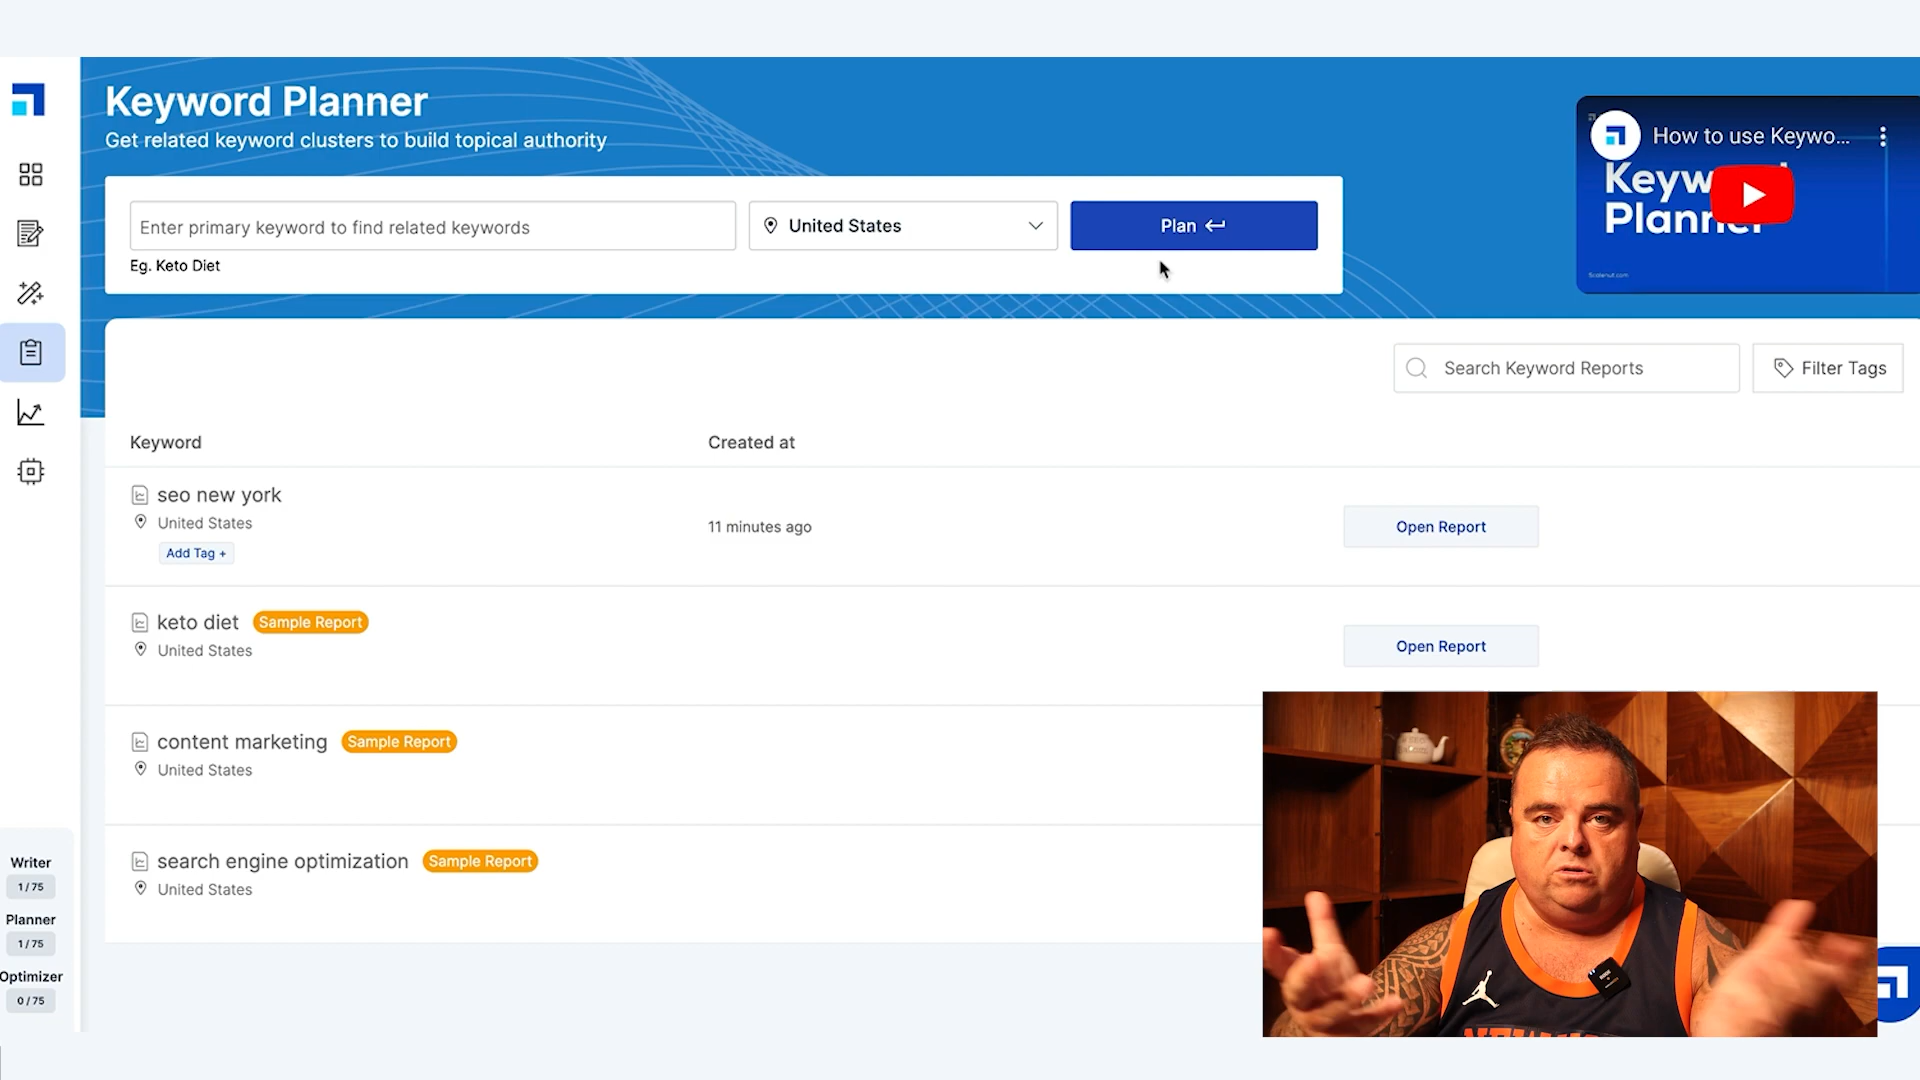 Keyword Planner
Get related keyword clusters to build topical authority
Enter primary keyword to find related keywords
United States
Plan
Eg. Keto Diet
How to use Keywo...
Keyw
Planner
Scalenut.com
Search Keyword Reports
Filter Tags
Keyword
Created at
seo new york
United States
Add Tag +
11 minutes ago
Open Report
keto diet
Sample Report
United States
Open Report
content marketing
Sample Report
United States
search engine optimization
Sample Report
United States
Writer
1 / 75
Planner
1 / 75
Optimizer
0 / 75